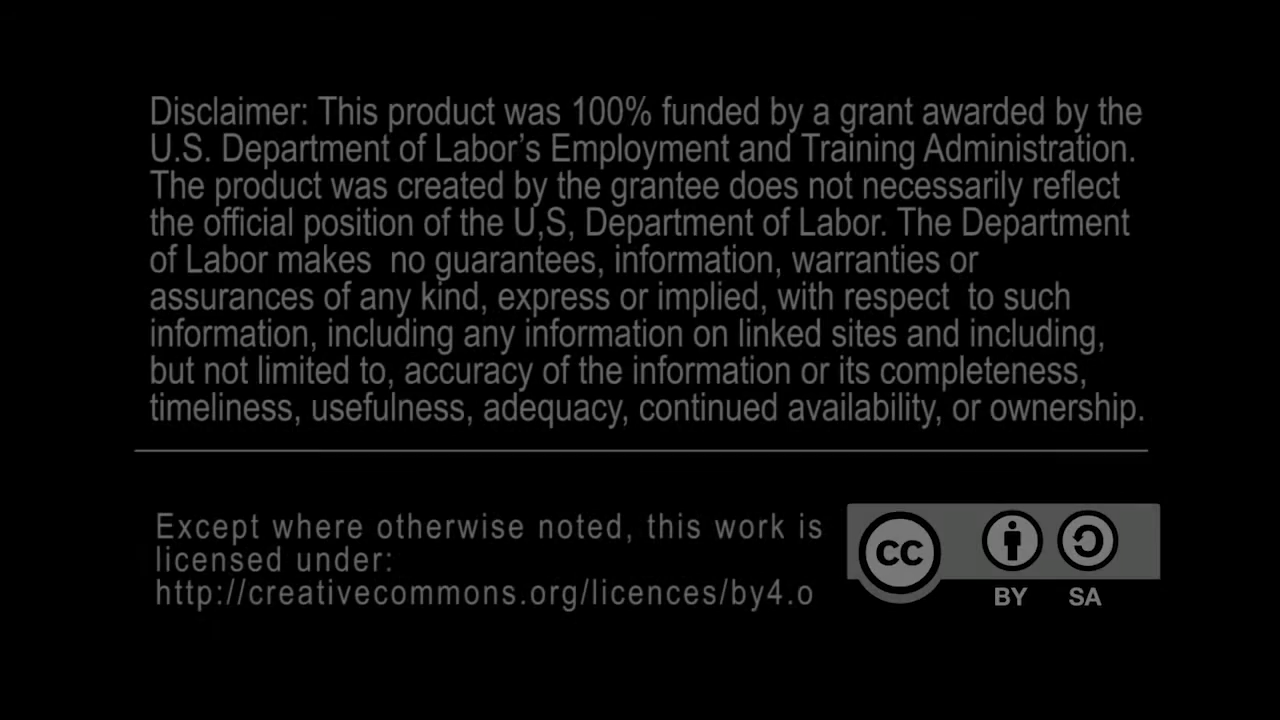 Disclaimer: This product was 100% funded by a grant awarded by the
U.S. Department of Labor’s Employment and Training Administration.
The product was created by the grantee does not necessarily reflect
the official position of the U,S, Department of Labor. The Department
of Labor makes  no guarantees, information, warranties or
assurances of any kind, express or implied, with respect  to such
information, including any information on linked sites and including,
but not limited to, accuracy of the information or its completeness,
timeliness, usefulness, adequacy, continued availability, or ownership.
Except where otherwise noted, this work is
licensed under:
http://creativecommons.org/licences/by4.o
cc
BY SA